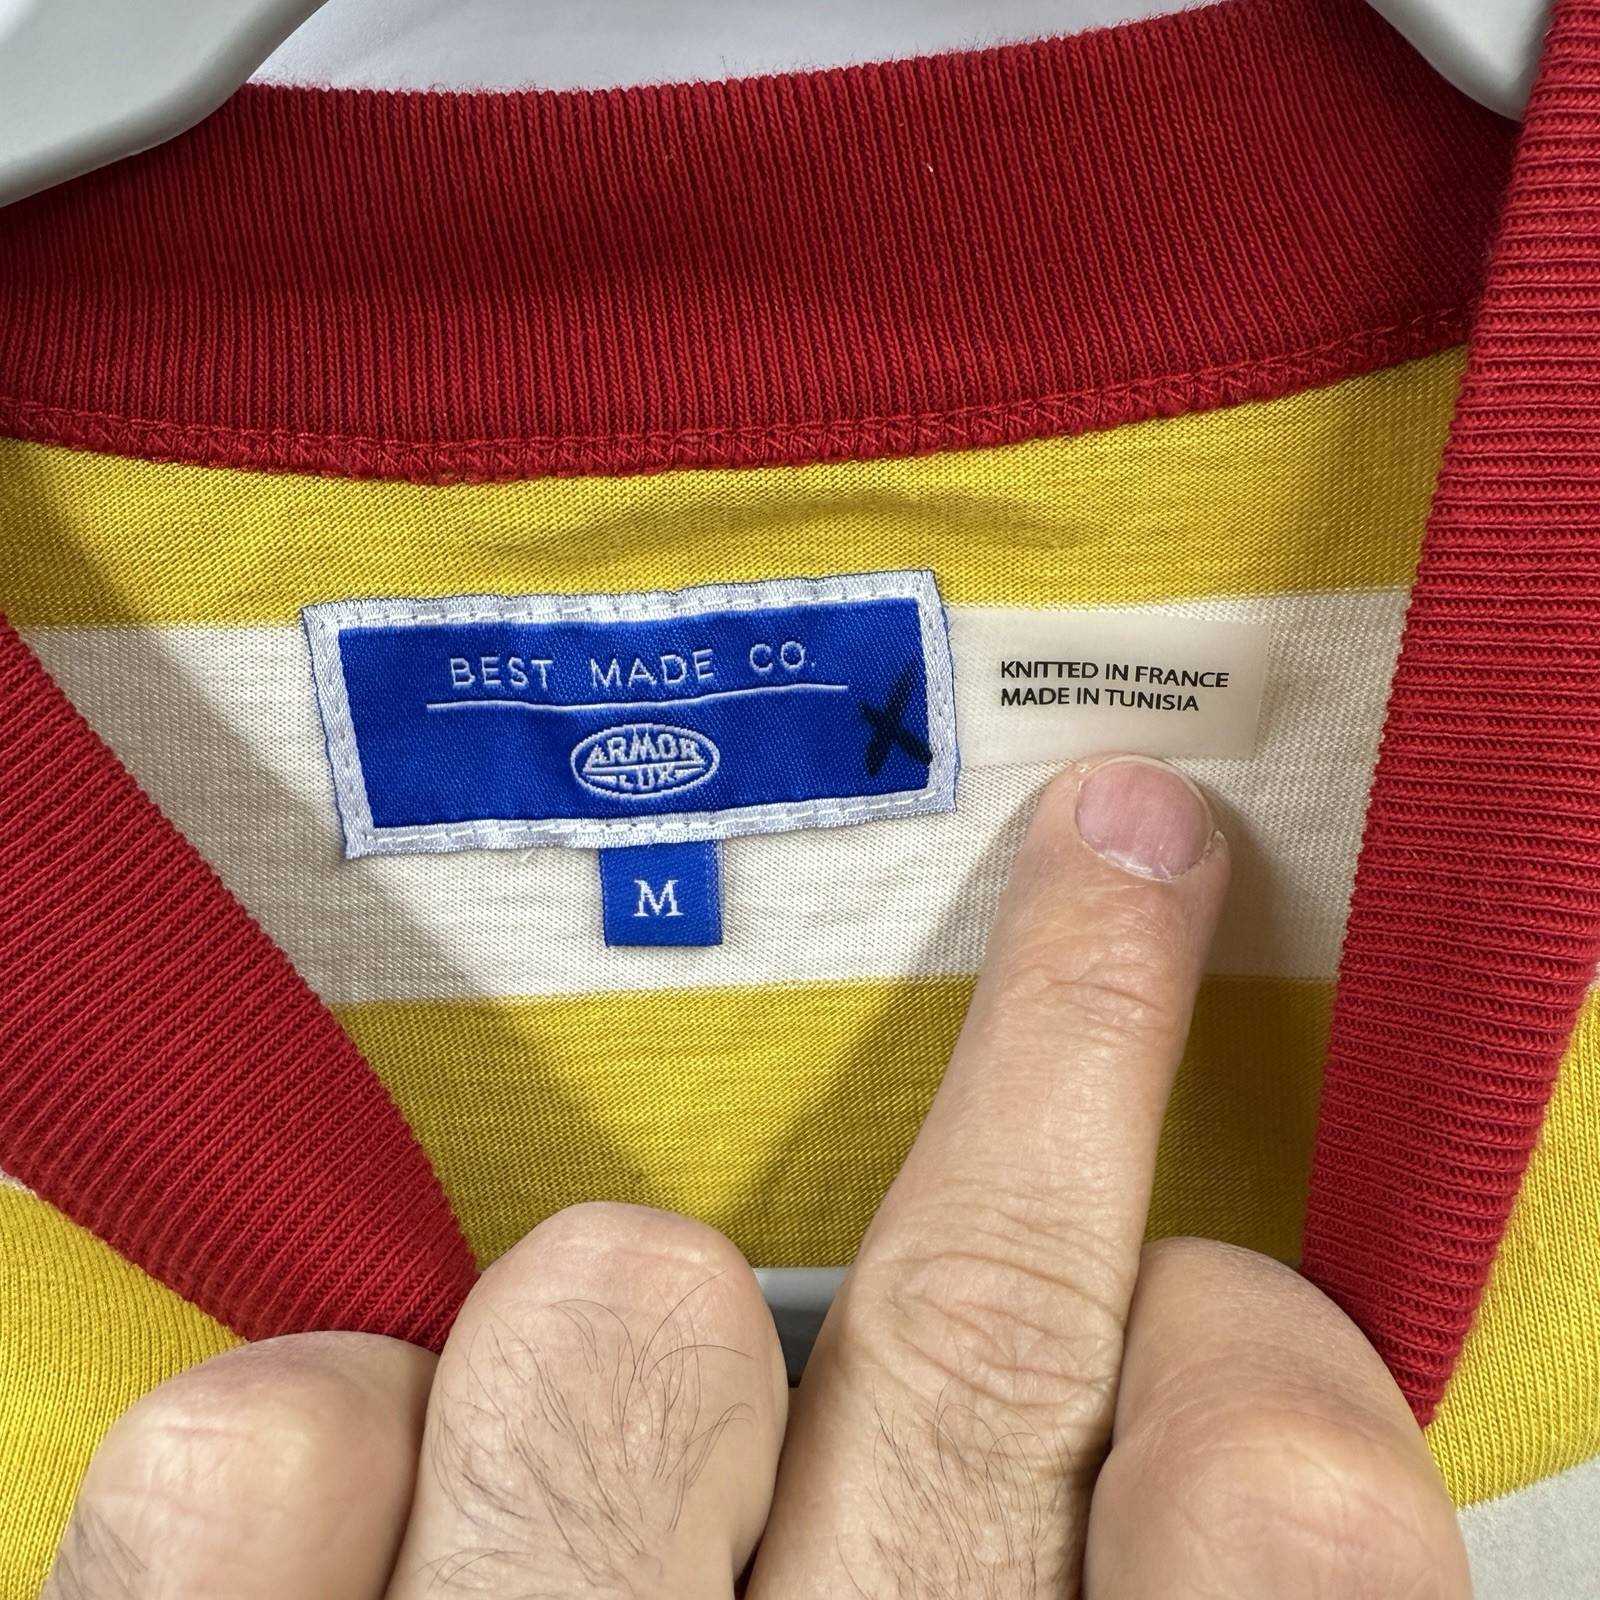 BEST MADE CO.
ARMOR
LUX
M
KNITTED IN FRANCE
MADE IN TUNISIA